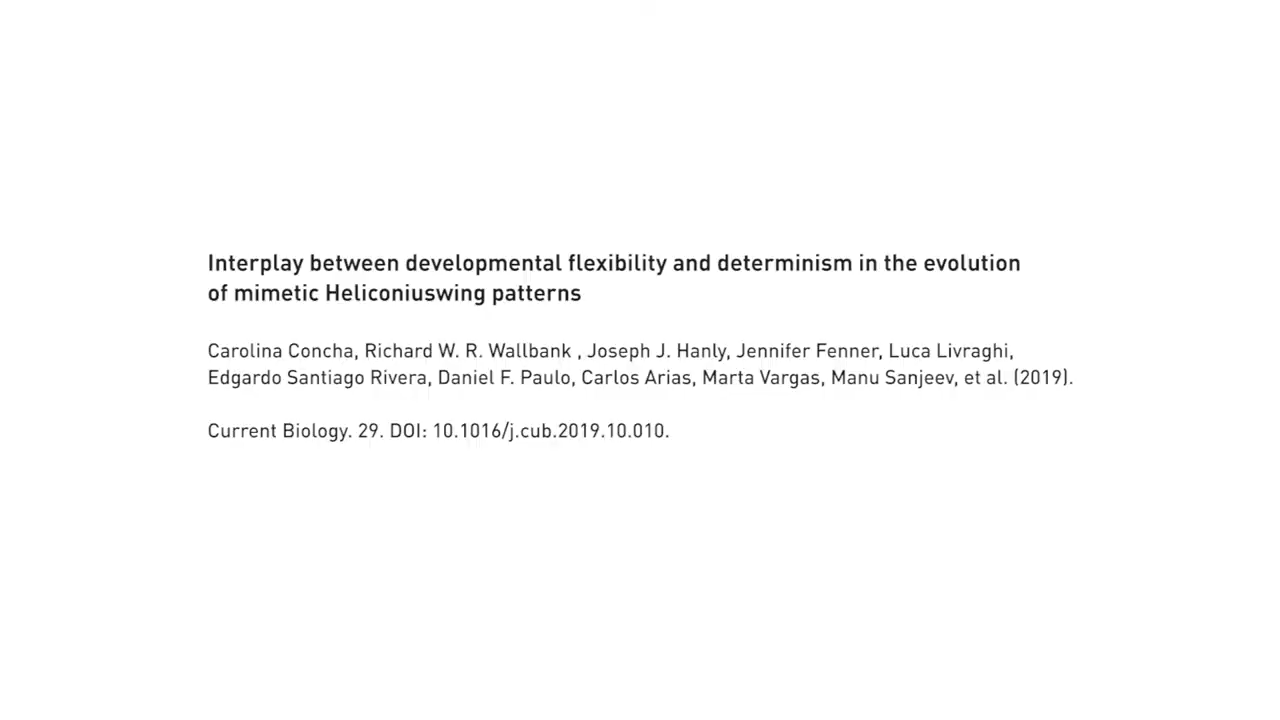 Interplay between developmental flexibility and determinism in the evolution
of mimetic Heliconiuswing patterns
Carolina Concha, Richard W. R. Wallbank , Joseph J. Hanly, Jennifer Fenner, Luca Livraghi,
Edgardo Santiago Rivera, Daniel F. Paulo, Carlos Arias, Marta Vargas, Manu Sanjeev, et al. (2019).
Current Biology. 29. DOI: 10.1016/j.cub.2019.10.010.